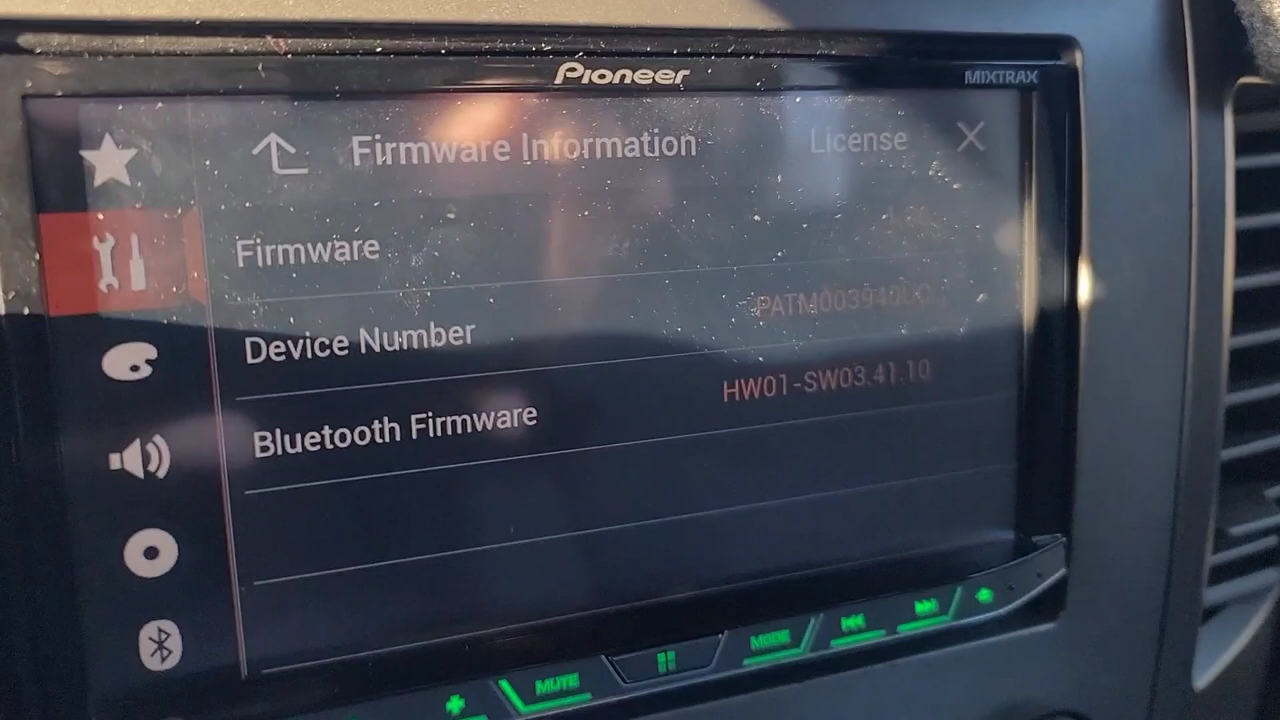 Pioneer
MIXTRAX
Firmware Information
License
Firmware
Device Number
Bluetooth Firmware
HW01-SW03.41.10
MUTE
MODE